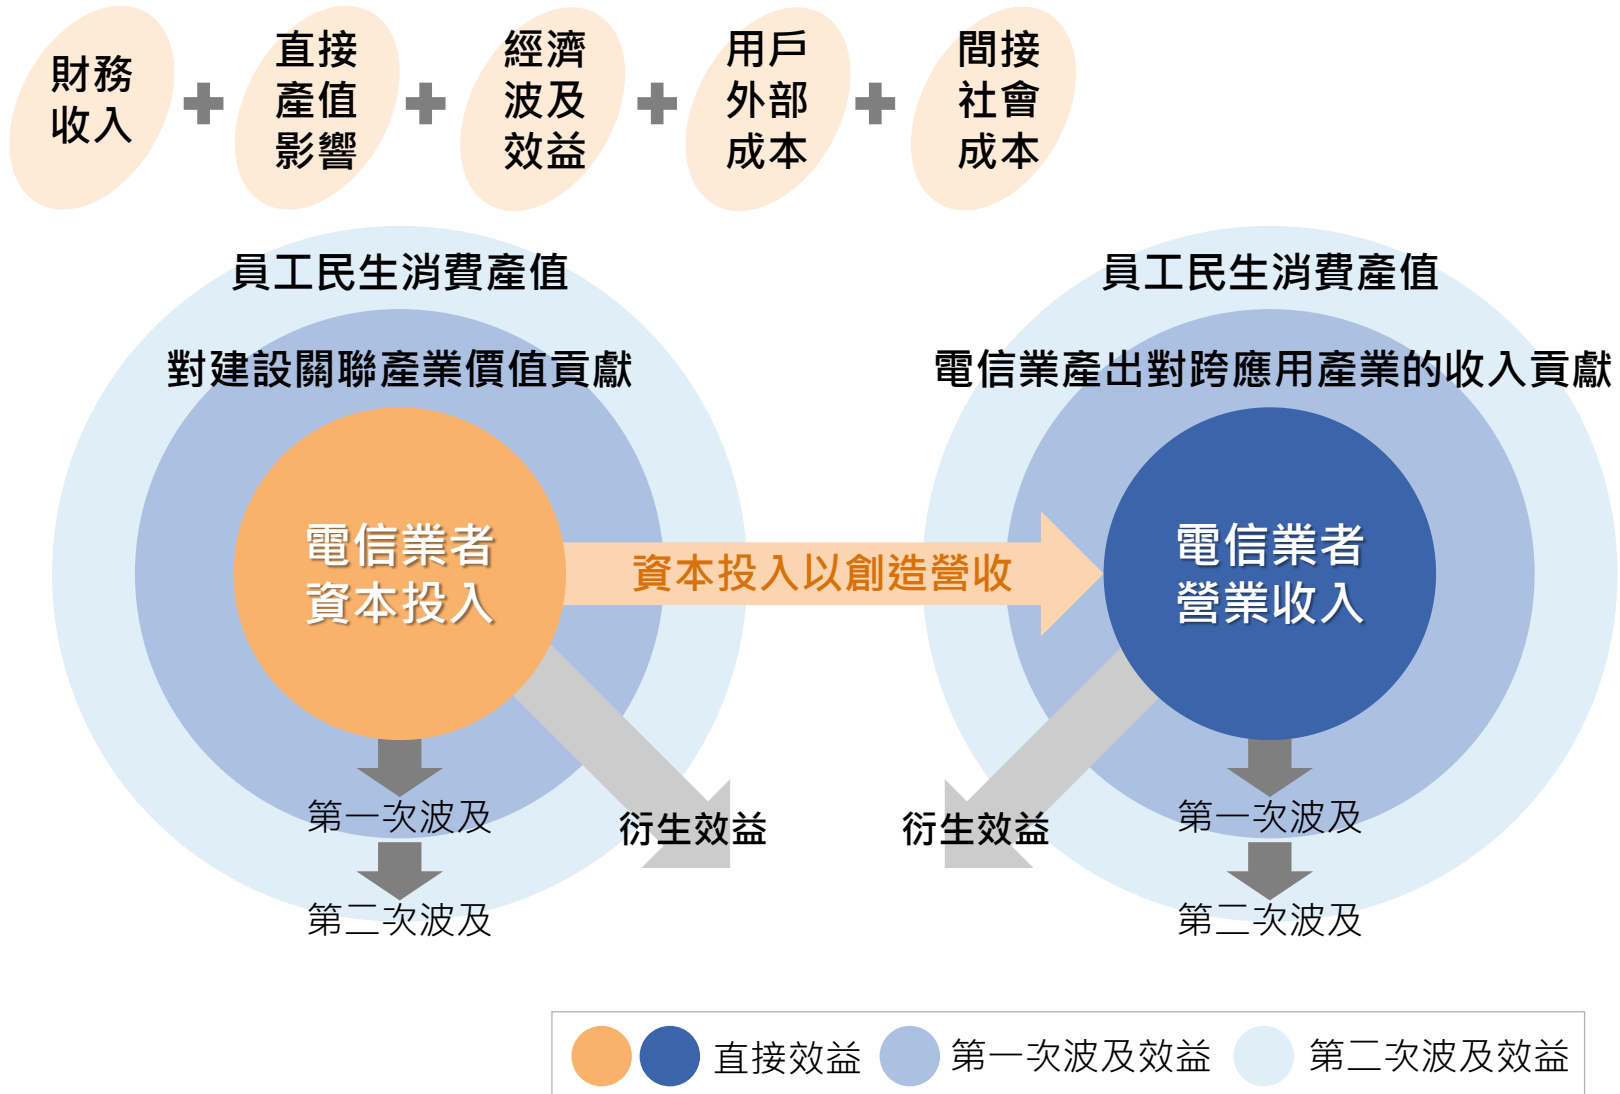 財務
收入
直接
產值
影響
經濟
波及
效益
用戶
外部
成本
間接
社會
成本
員工民生消費產值
對建設關聯產業價值貢獻
電信業者
資本投入
第一次波及
第二次波及
衍生效益
資本投入以創造營收
員工民生消費產值
電信業產出對跨應用產業的收入貢獻
電信業者
營業收入
衍生效益
第一次波及
第二次波及
直接效益
第一次波及效益
第二次波及效益